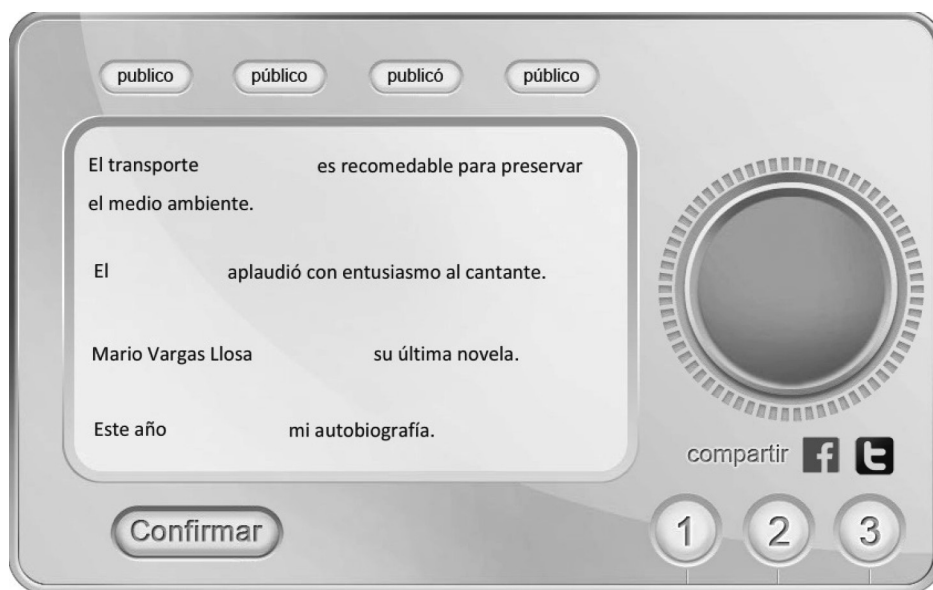 publico público publicó público
El transporte es recomedable para preservar
el medio ambiente.
El aplaudió con entusiasmo al cantante.
Mario Vargas Llosa su última novela.
Este año mi autobiografía.
compartir f t
Confirmar 1 2 3